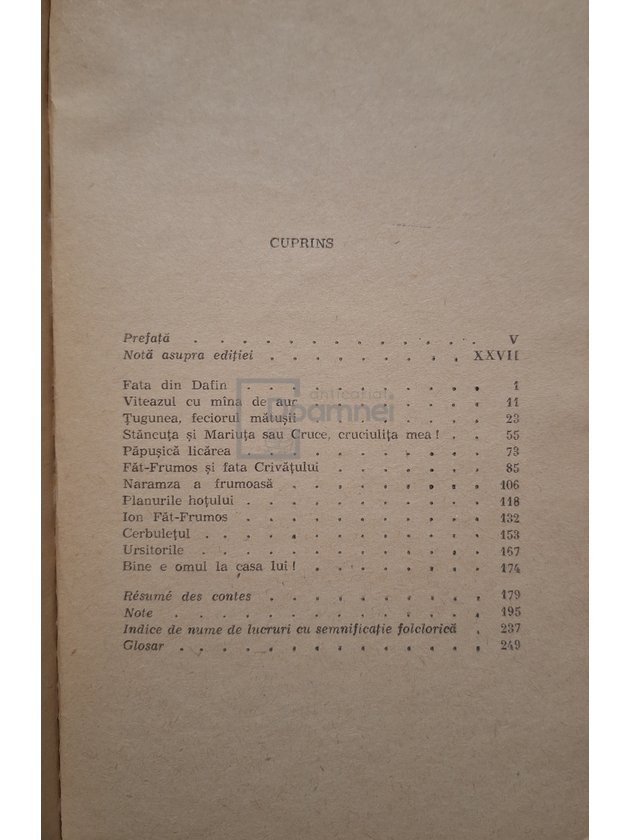 CUPRINS
Prefață . . . . . . . . . . . . . V
Notă asupra ediției . . . . . . . . . . XXVII
Fata din Dafin . . . . . . . . . . . . 1
Viteazul cu mîna de aur . . . . . . . . . 11
Țugunea, feciorul mătușii . . . . . . . . 23
Stăncuța și Mariuța sau Cruce, cruciulița mea ! . . 55
Păpușică licărea . . . . . . . . . . . 73
Făt-Frumos și fata Crivățului . . . . . . . 85
Naramza a frumoasă . . . . . . . . . . 106
Planurile hoțului . . . . . . . . . . . 118
Ion Făt-Frumos . . . . . . . . . . . 132
Cerbulețul . . . . . . . . . . . . . 153
Ursitorile . . . . . . . . . . . . . 167
Bine e omul la casa lui ! . . . . . . . . 174
Résumé des contes . . . . . . . . . . 179
Note . . . . . . . . . . . . . . . 195
Indice de nume de lucruri cu semnificație folclorică . 237
Glosar . . . . . . . . . . . . . . 249
anticariat
Doamnei